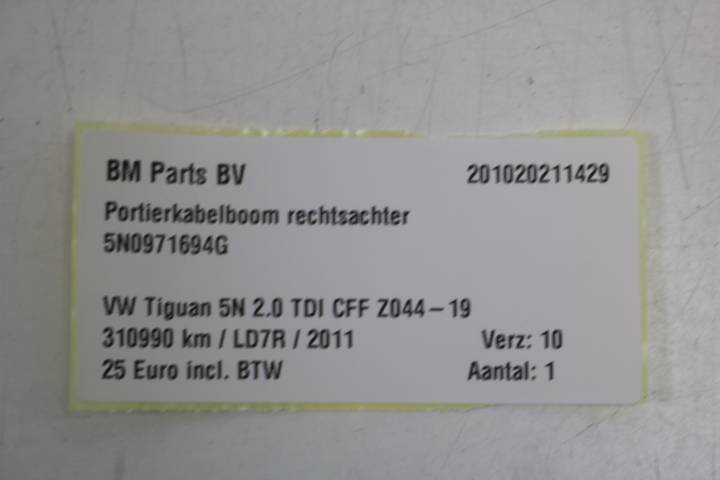 BM Parts BV 201020211429
Portierkabelboom rechtsachter
5N0971694G
VW Tiguan 5N 2.0 TDI CFF Z044-19
310990 km / LD7R / 2011 Verz: 10
25 Euro incl. BTW Aantal: 1